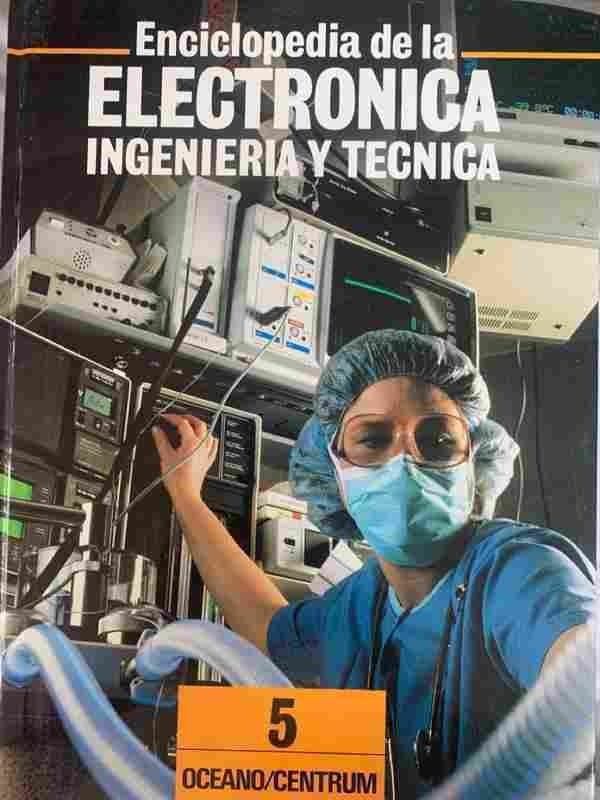 Enciclopedia de la
ELECTRONICA
INGENIERIA Y TECNICA
5
OCEANO/CENTRUM